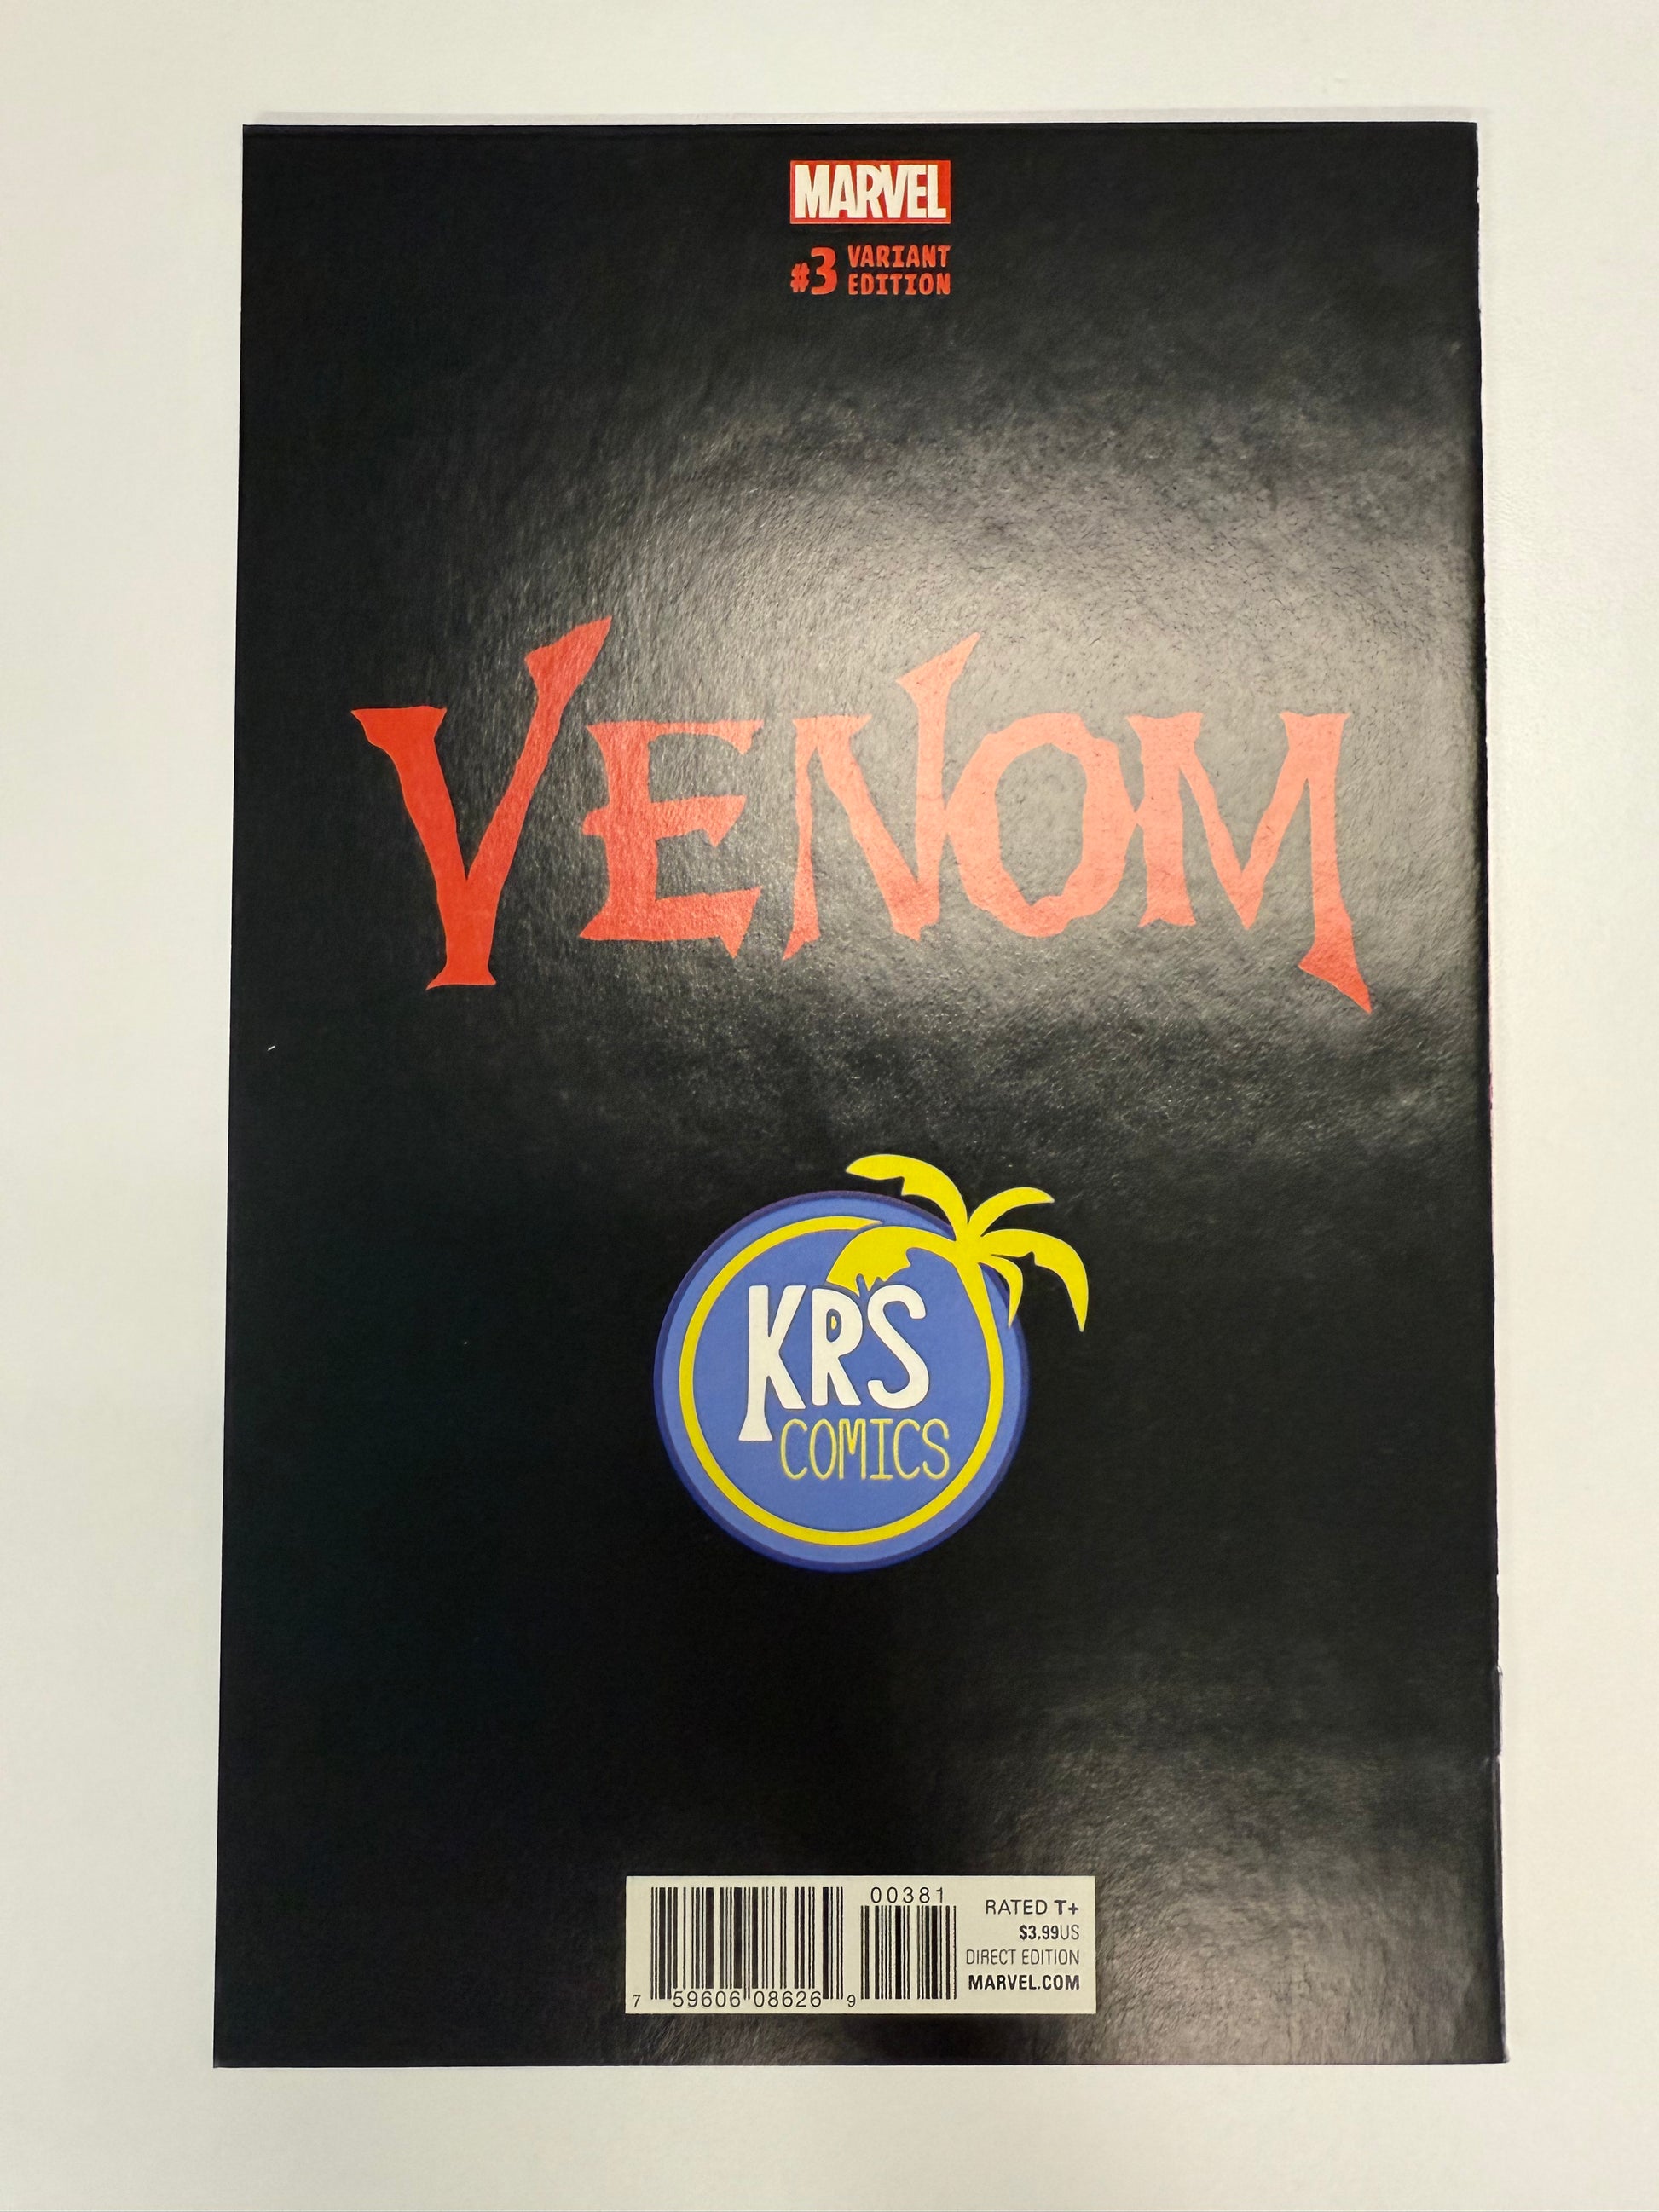 MARVEL
#3 VARIANT
EDITION
VENOM
KRS
COMICS
00381
RATED T+
$3.99US
DIRECT EDITION
MARVEL.COM
7 59606 08626 9